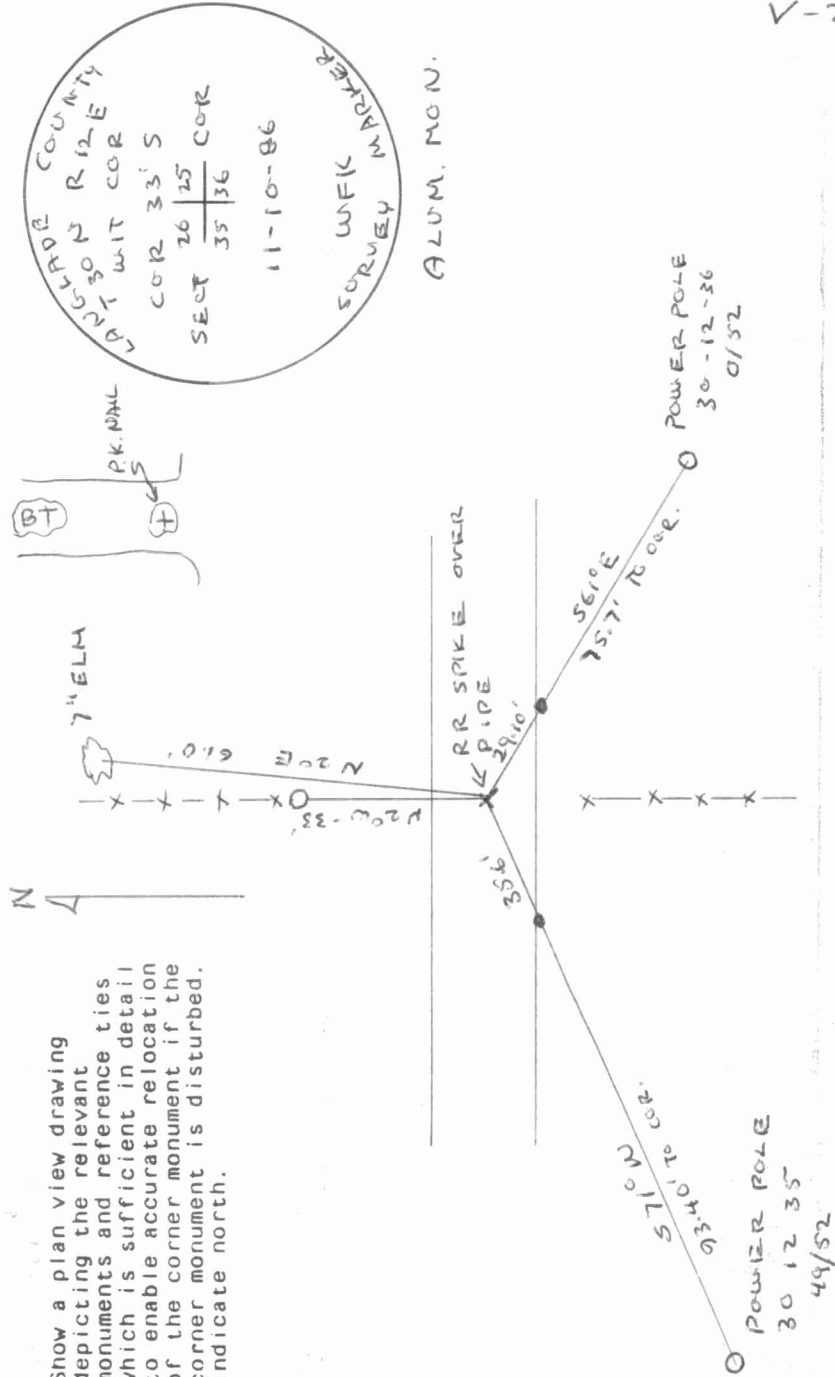 Show a plan view drawing
depicting the relevant
monuments and reference ties
which is sufficient in detail
to enable accurate relocation
of the corner monument if the
corner monument is disturbed.
Indicate north.
N
7" ELM
N 2° E 61.0'
N 2° W - 33'
BT
P.K. NAIL
LANGLADE COUNTY
T 30 N R 12 E
WIT COR
COR 33' S
SECT 26 25 COR
35 36
11-10-86
WFK
SURVEY MARKER
ALUM. MON.
RR SPIKE OVER
PIPE
35.6'
29.10'
S 71° W
93.40' TO COR.
S 61° E
75.7' TO COR.
POWER POLE
30 12 35
49/52
POWER POLE
30-12-36
0/52